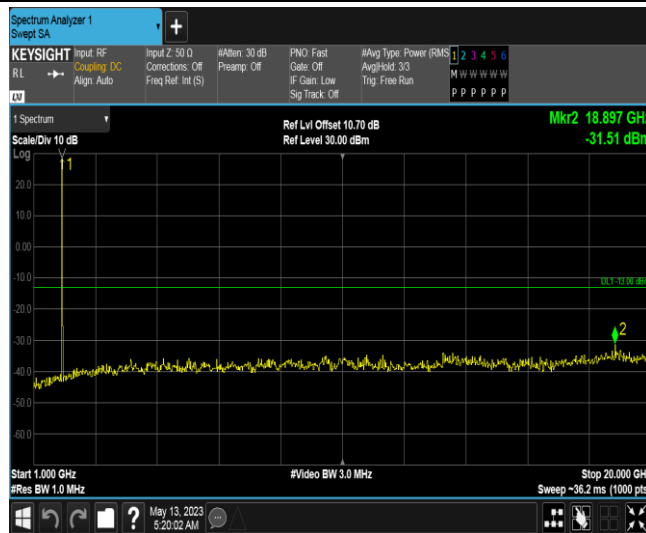 Spectrum Analyzer 1
Swept SA
KEYSIGHT
RL
LXI
Input: RF
Coupling: DC
Align: Auto
Input Z: 50 Ω
Corrections: Off
Freq Ref: Int (S)
#Atten: 30 dB
Preamp: Off
PNO: Fast
Gate: Off
IF Gain: Low
Sig Track: Off
#Avg Type: Power (RMS
Avg|Hold: 3/3
Trig: Free Run
1 2 3 4 5 6
M W W W W W
P P P P P P
1 Spectrum
Scale/Div 10 dB
Log
Ref Lvl Offset 10.70 dB
Ref Level 30.00 dBm
Mkr2 18.897 GHz
-31.51 dBm
1
20.0
10.0
0.00
-10.0
DL1 -13.00 dBm
-20.0
-30.0
2
-40.0
-50.0
-60.0
Start 1.000 GHz
#Res BW 1.0 MHz
#Video BW 3.0 MHz
Stop 20.000 GHz
Sweep ~36.2 ms (1000 pts)
May 13, 2023
5:20:02 AM